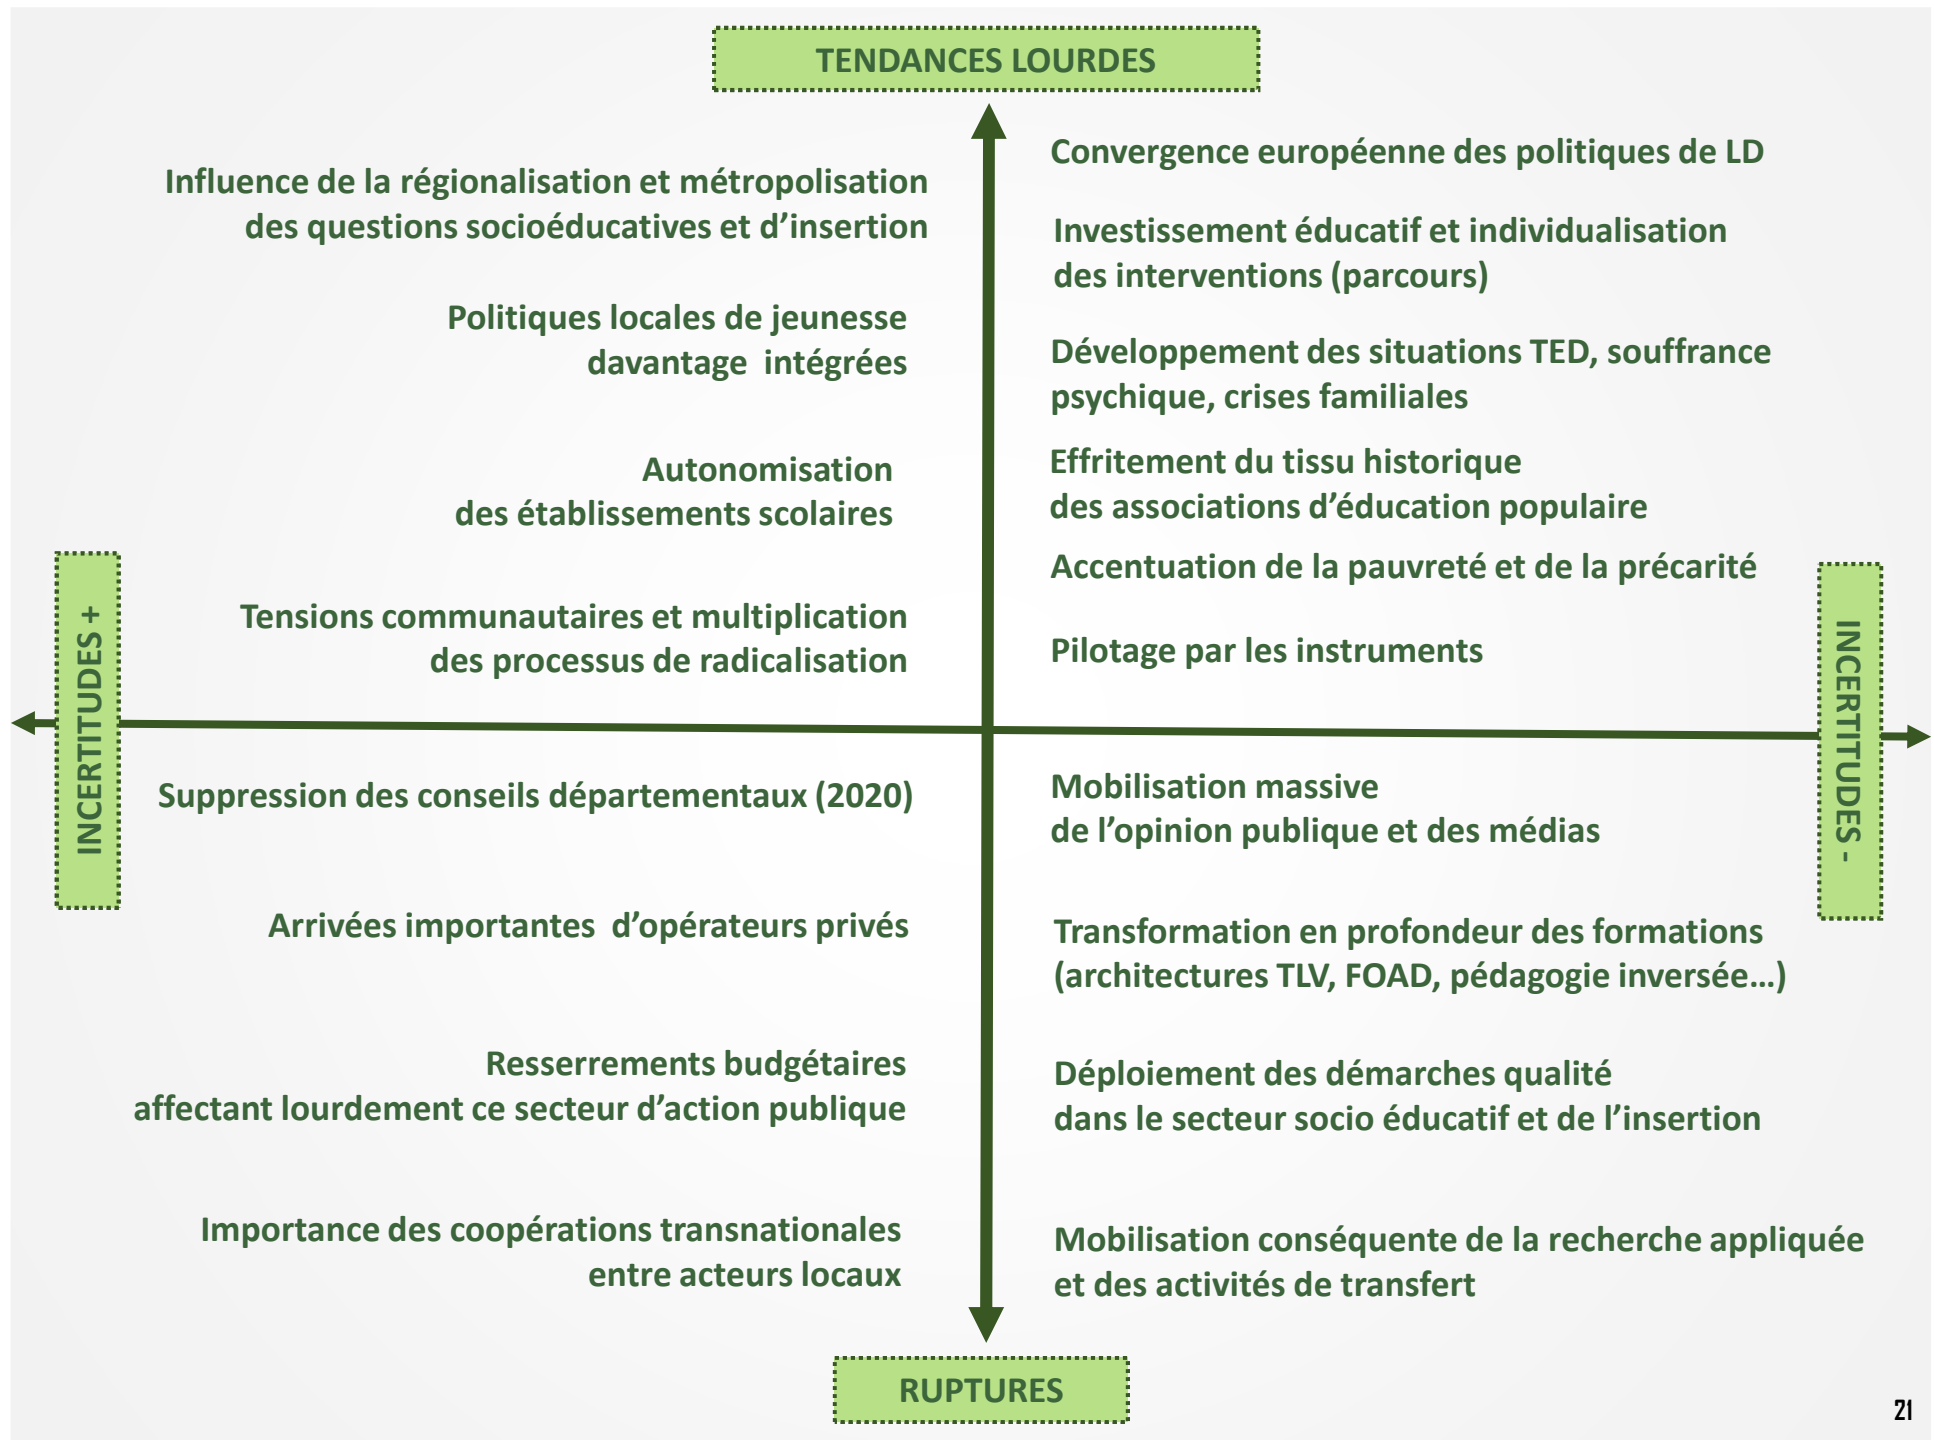 TENDANCES LOURDES
Influence de la régionalisation et métropolisation
des questions socioéducatives et d’insertion
Politiques locales de jeunesse
davantage intégrées
Autonomisation
des établissements scolaires
Tensions communautaires et multiplication
des processus de radicalisation
Convergence européenne des politiques de LD
Investissement éducatif et individualisation
des interventions (parcours)
Développement des situations TED, souffrance
psychique, crises familiales
Effritement du tissu historique
des associations d’éducation populaire
Accentuation de la pauvreté et de la précarité
Pilotage par les instruments
INCERTITUDES +
INCERTITUDES -
Suppression des conseils départementaux (2020)
Arrivées importantes d’opérateurs privés
Resserrements budgétaires
affectant lourdement ce secteur d’action publique
Importance des coopérations transnationales
entre acteurs locaux
Mobilisation massive
de l’opinion publique et des médias
Transformation en profondeur des formations
(architectures TLV, FOAD, pédagogie inversée…)
Déploiement des démarches qualité
dans le secteur socio éducatif et de l’insertion
Mobilisation conséquente de la recherche appliquée
et des activités de transfert
RUPTURES
21